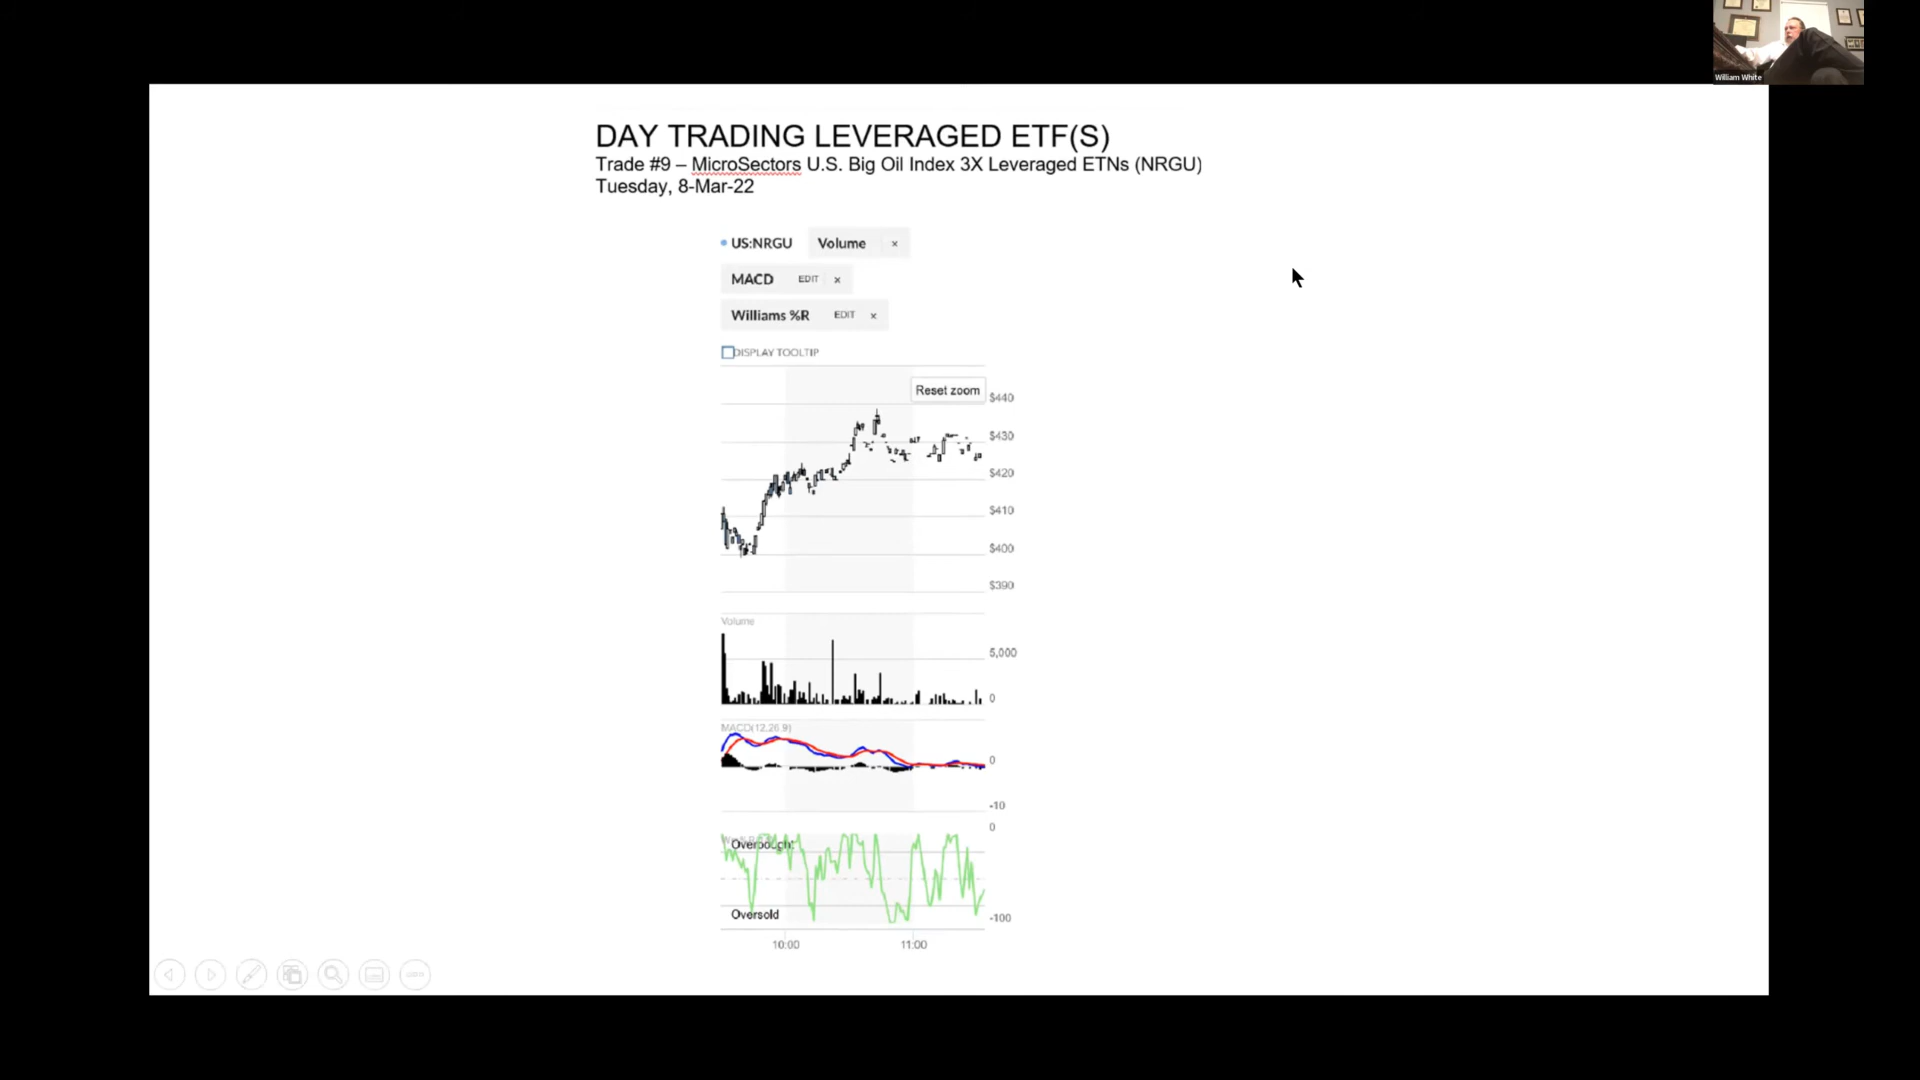 William White
DAY TRADING LEVERAGED ETF(S)
Trade #9 – MicroSectors U.S. Big Oil Index 3X Leveraged ETNs (NRGU)
Tuesday, 8-Mar-22
US:NRGU Volume ×
MACD EDIT ×
Williams %R EDIT ×
DISPLAY TOOLTIP
Reset zoom
$440
$430
$420
$410
$400
$390
Volume
5,000
0
MACD(12,26,9)
0
-10
0
Overbought
Oversold
-100
10:00 11:00